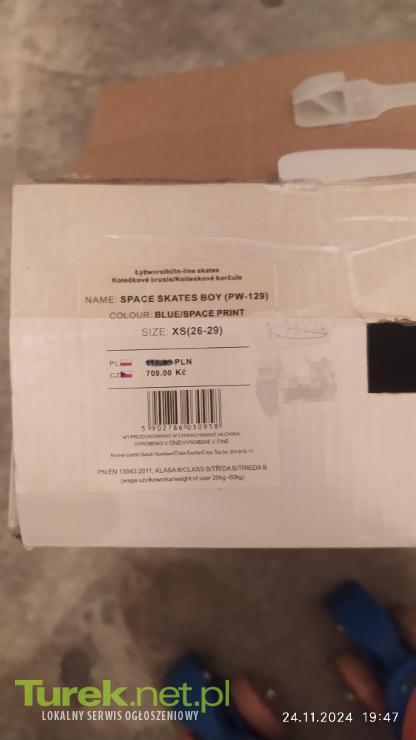 Łyżworolki/In-line skates
Kolečkové brusle/Kolieskové korčule
NAME: SPACE SKATES BOY (PW-129)
COLOUR: BLUE/SPACE PRINT
SIZE: XS(26-29)
PL PLN
CZ 709.00 Kč
5 902786 030958
WYPRODUKOWANO W CHINACH/MADE IN CHINA
VYROBENO V ČÍNĚ/VYROBENÉ V ČÍNE
PN:EN 13843:2011, KLASA B/CLASS B/TŘÍDA B/TRIEDA B
(waga użytkownika/weight of user 20kg -60kg)
Turek.net.pl
LOKALNY SERWIS OGŁOSZENIOWY
24.11.2024 19:47